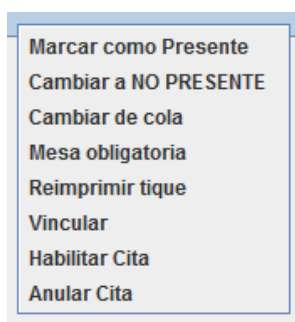 Marcar como Presente
Cambiar a NO PRESENTE
Cambiar de cola
Mesa obligatoria
Reimprimir tique
Vincular
Habilitar Cita
Anular Cita